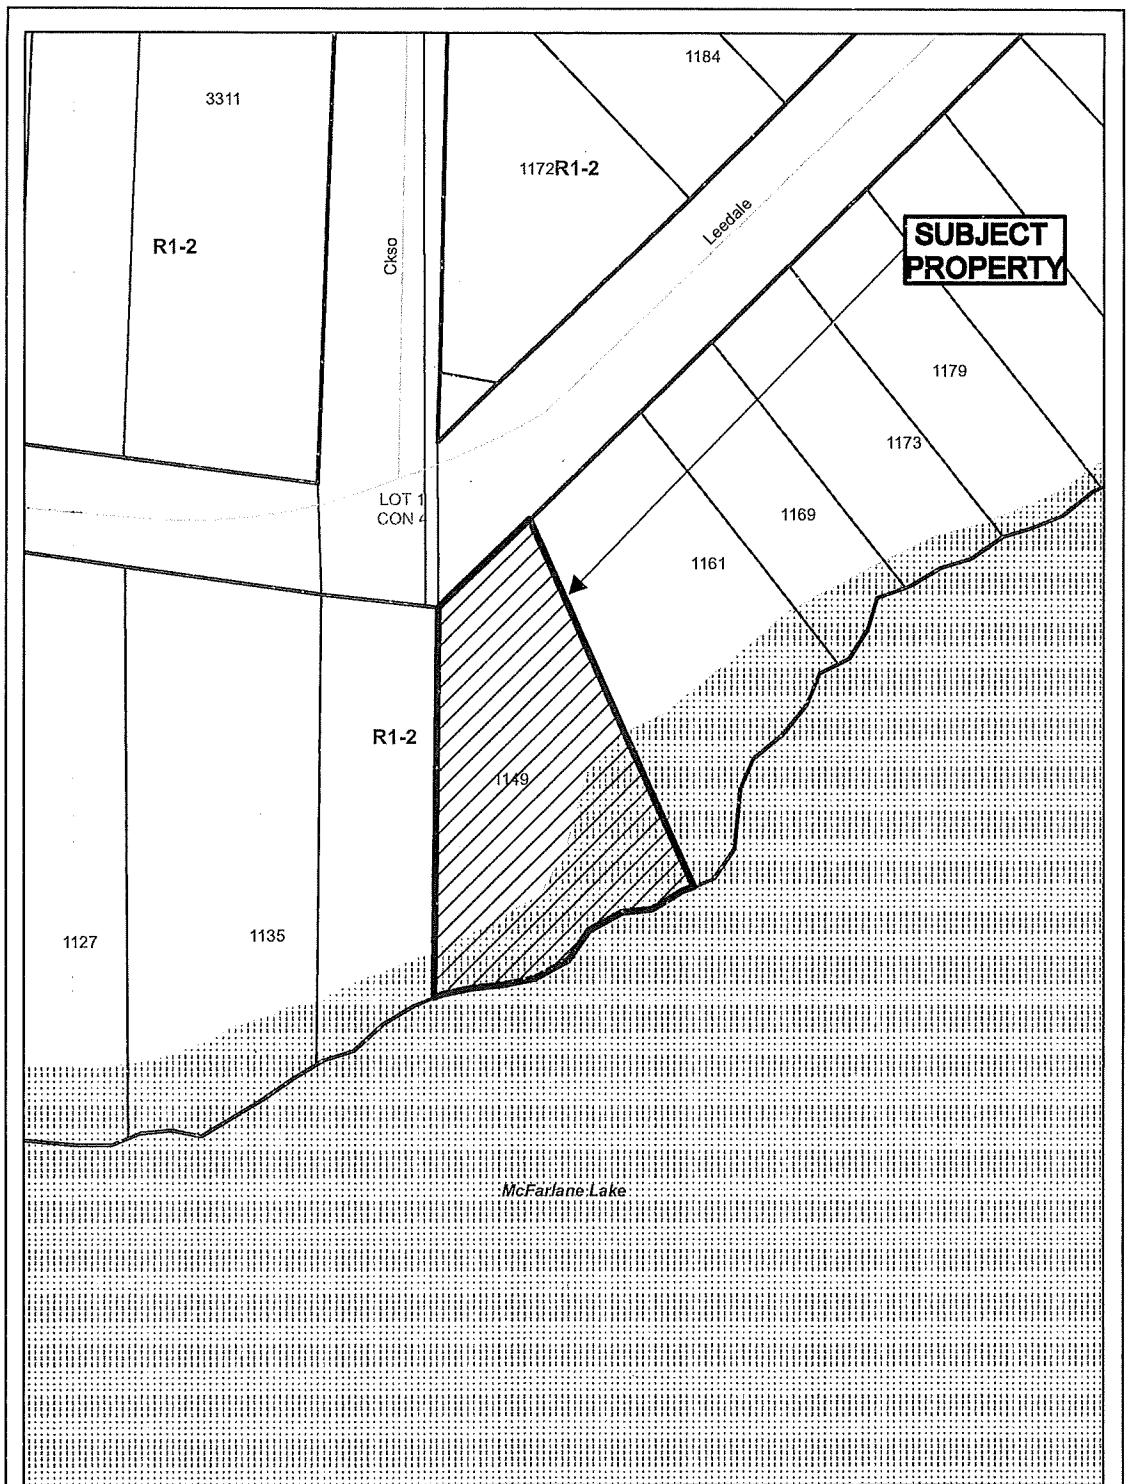 1184
3311
1172R1-2
R1-2
Ckso
Leedale
SUBJECT
PROPERTY
1179
1173
LOT 1
CON 4
1169
1161
R1-2
1149
1127
1135
McFarlane Lake